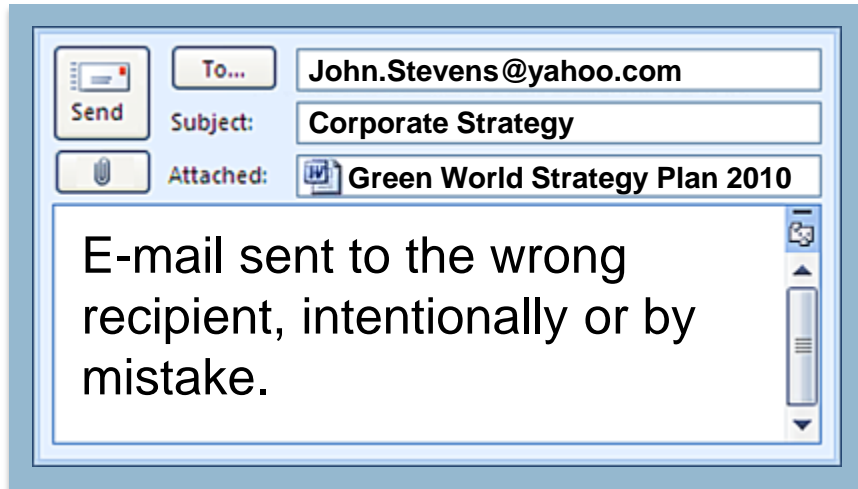 To... John.Stevens@yahoo.com
Send Subject: Corporate Strategy
Attached: Green World Strategy Plan 2010
E-mail sent to the wrong
recipient, intentionally or by
mistake.